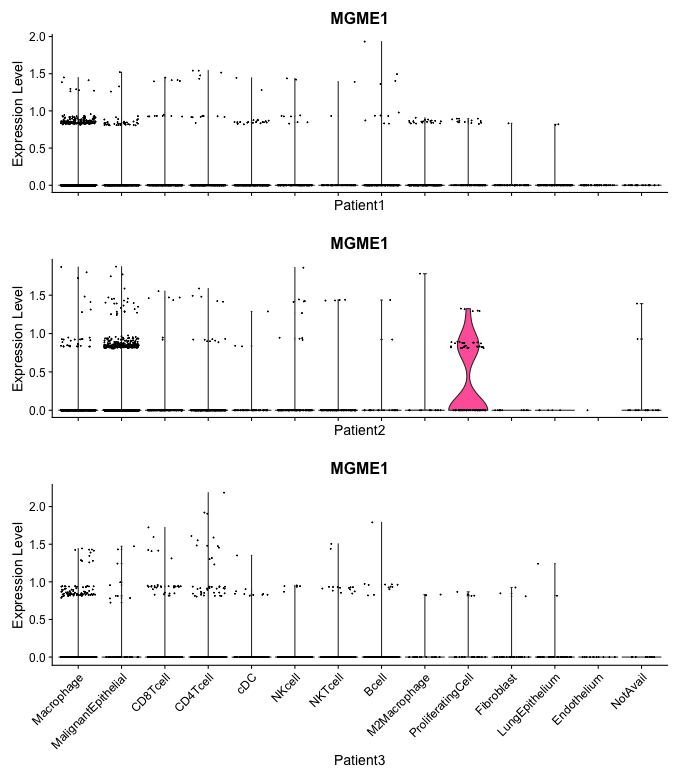 MGME1
Expression Level
2.0
1.5
1.0
0.5
0.0
Patient1
MGME1
Expression Level
1.5
1.0
0.5
0.0
Patient2
MGME1
Expression Level
2.0
1.5
1.0
0.5
0.0
Macrophage
MalignantEpithelial
CD8Tcell
CD4Tcell
cDC
NKcell
NKTcell
Bcell
M2Macrophage
ProliferatingCell
Fibroblast
LungEpithelium
Endothelium
NotAvail
Patient3